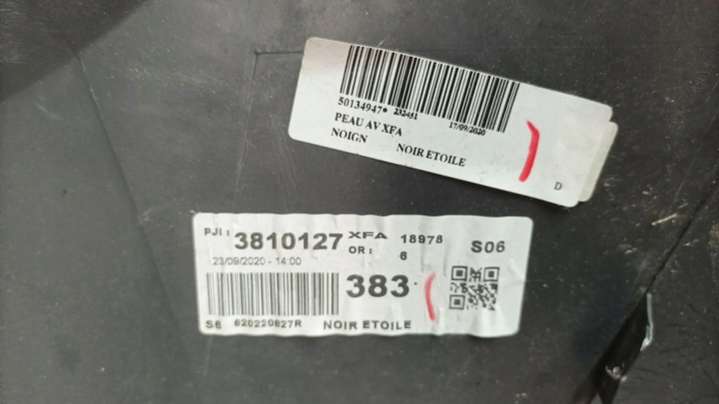 50134947* 232451 17/09/2020
PEAU AV XFA
NOIGN NOIR ETOILE
D
PJI: 3810127 XFA 18978 S06
OR: 6
23/09/2020 - 14:00
383
S6 620220827R NOIR ETOILE